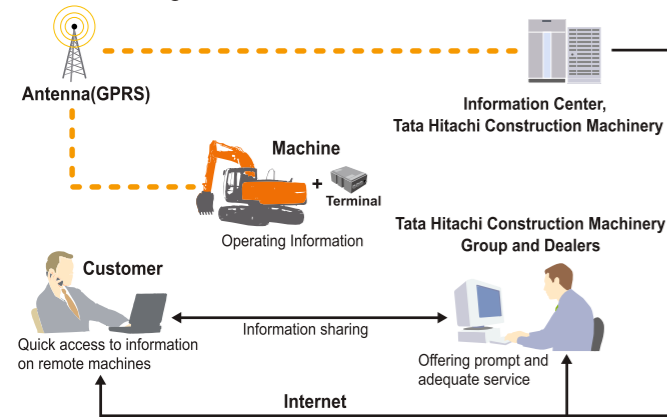 Antenna(GPRS)
Information Center,
Tata Hitachi Construction Machinery
Machine
+
Terminal
Operating Information
Tata Hitachi Construction Machinery
Group and Dealers
Customer
Information sharing
Quick access to information
on remote machines
Offering prompt and
adequate service
Internet